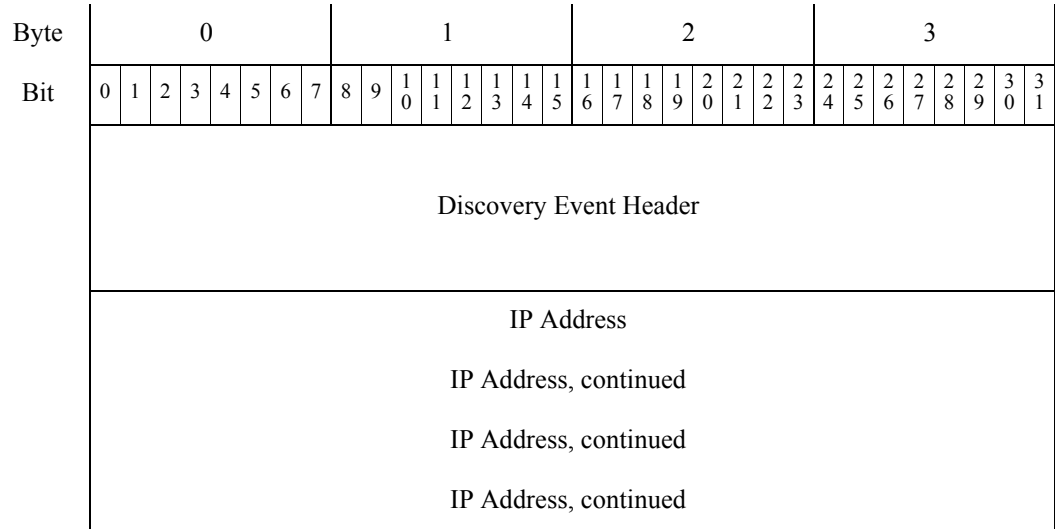 Byte 0 1 2 3
Bit 0 1 2 3 4 5 6 7 8 9 10 11 12 13 14 15 16 17 18 19 20 21 22 23 24 25 26 27 28 29 30 31
Discovery Event Header
IP Address
IP Address, continued
IP Address, continued
IP Address, continued